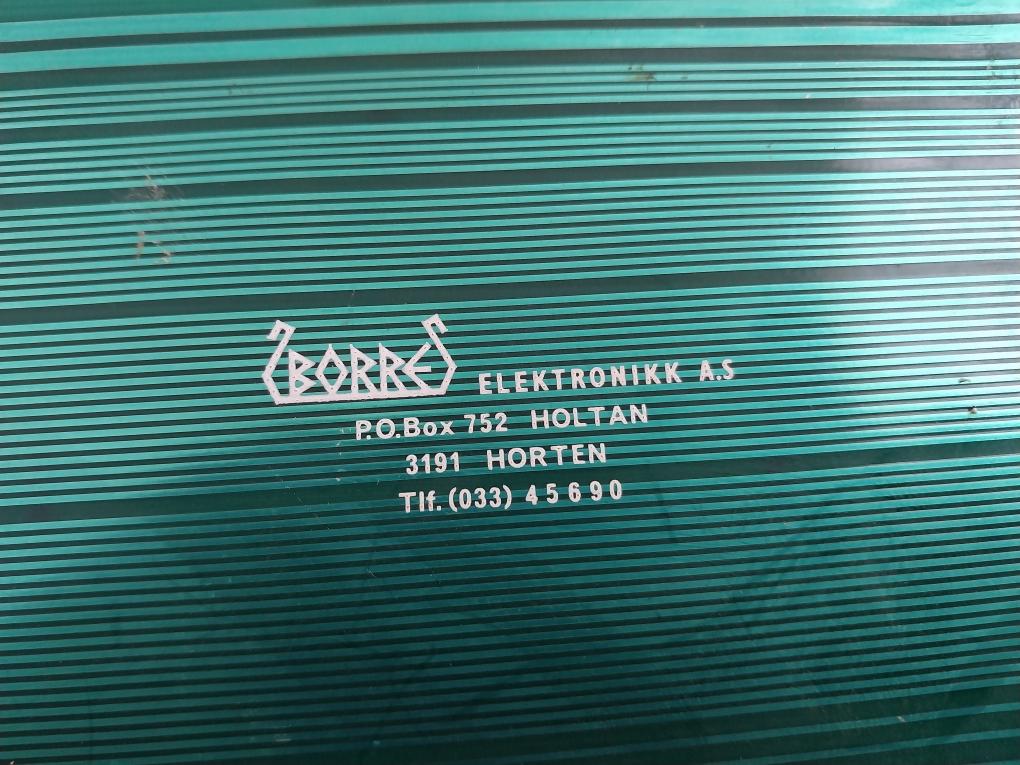 BORRE ELEKTRONIKK A.S
P.O.Box 752 HOLTAN
3191 HORTEN
Tlf. (033) 45690